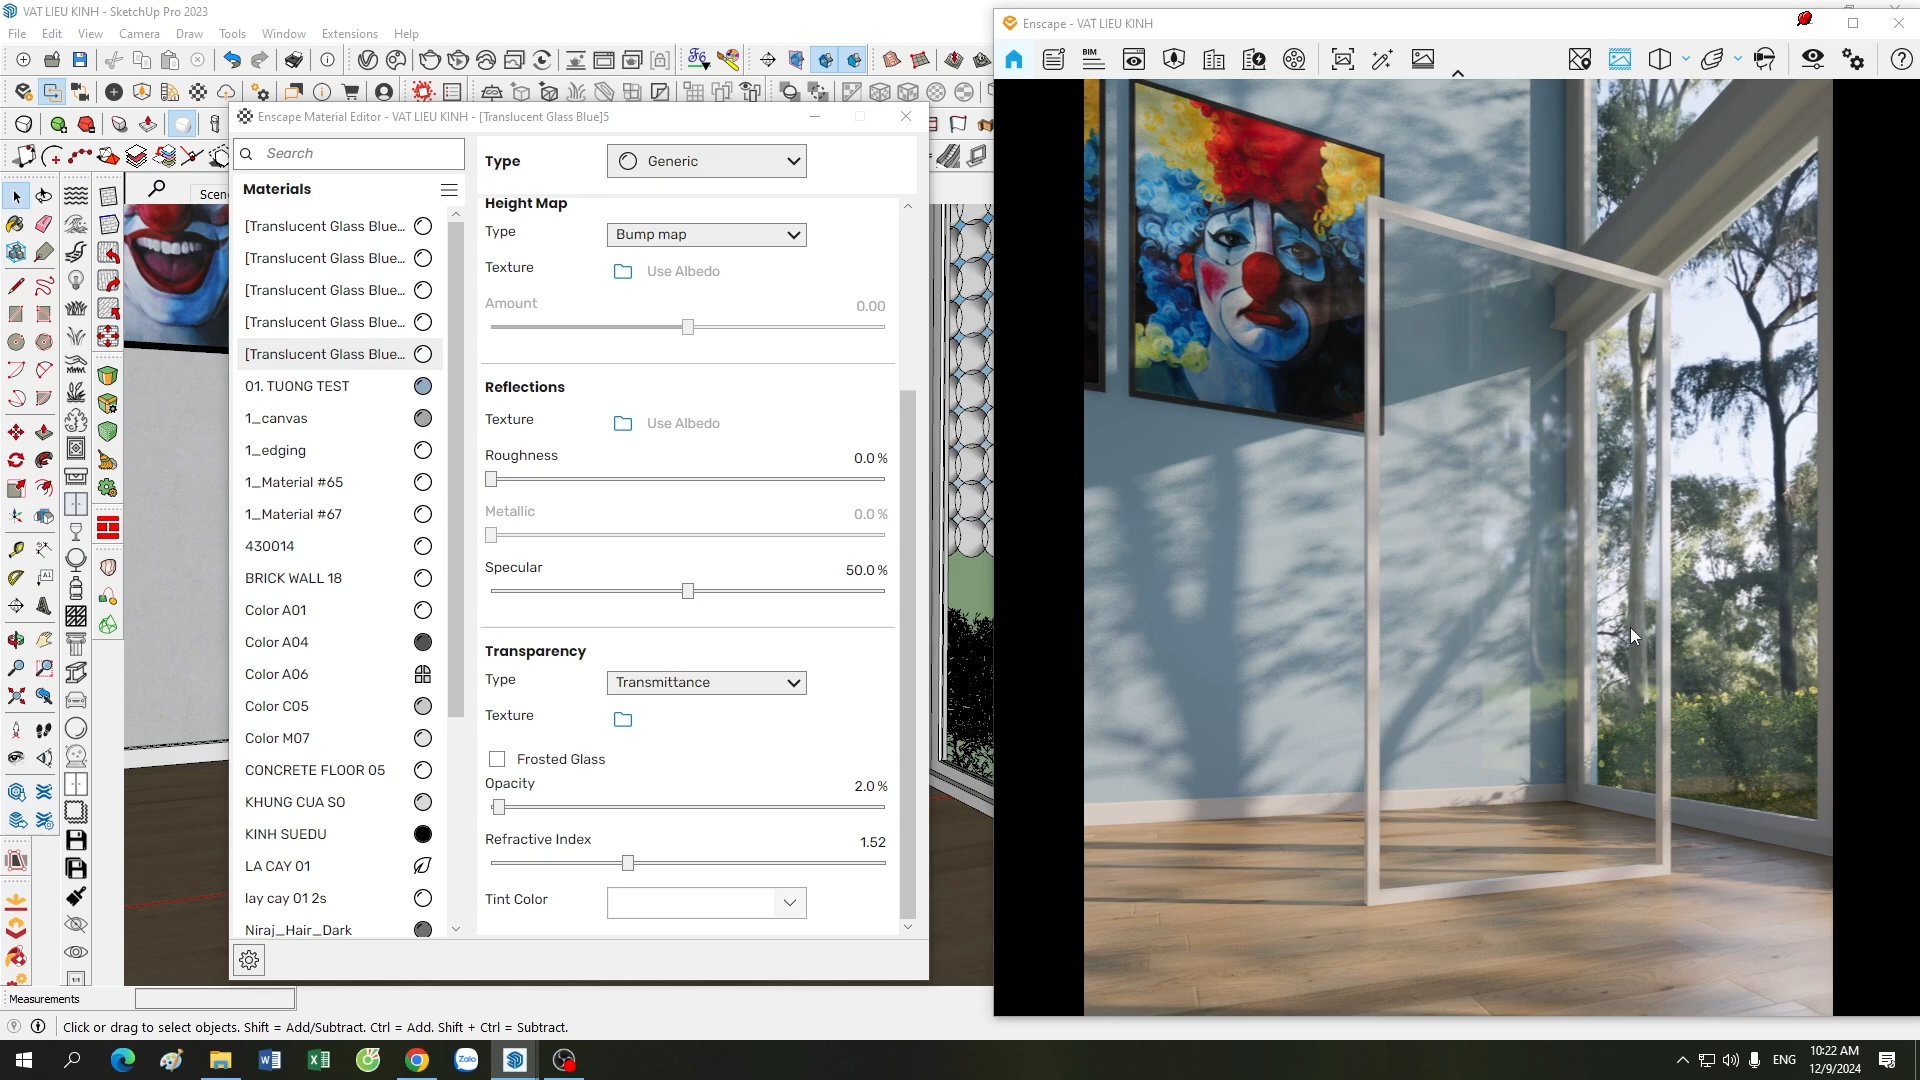 VAT LIEU KINH - SketchUp Pro 2023
File Edit View Camera Draw Tools Window Extensions Help
Enscape - VAT LIEU KINH
BIM
Enscape Material Editor - VAT LIEU KINH - [Translucent Glass Blue]5
Search
Materials
[Translucent Glass Blue...
[Translucent Glass Blue...
[Translucent Glass Blue...
[Translucent Glass Blue...
[Translucent Glass Blue...
01. TUONG TEST
1_canvas
1_edging
1_Material #65
1_Material #67
430014
BRICK WALL 18
Color A01
Color A04
Color A06
Color C05
Color M07
CONCRETE FLOOR 05
KHUNG CUA SO
KINH SUEDU
LA CAY 01
lay cay 01 2s
Niraj_Hair_Dark
Type Generic
Height Map
Type Bump map
Texture Use Albedo
Amount 0.00
Reflections
Texture Use Albedo
Roughness 0.0 %
Metallic 0.0 %
Specular 50.0 %
Transparency
Type Transmittance
Texture
Frosted Glass
Opacity 2.0 %
Refractive Index 1.52
Tint Color
Scen
Measurements
Click or drag to select objects. Shift = Add/Subtract. Ctrl = Add. Shift + Ctrl = Subtract.
Zalo
ENG
10:22 AM
12/9/2024